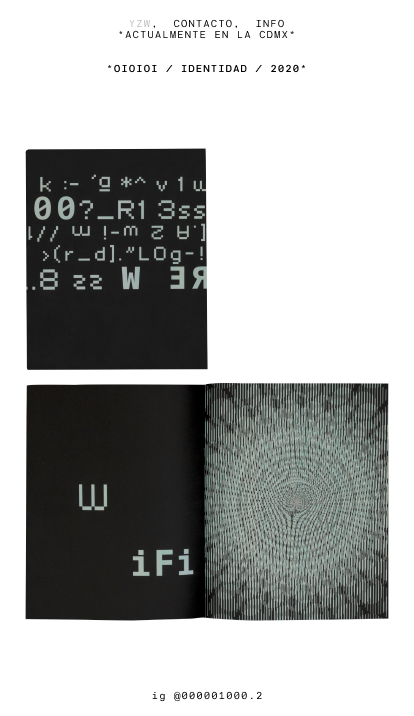 YZW, CONTACTO, INFO
*ACTUALMENTE EN LA CDMX*
*OIOIOI / IDENTIDAD / 2020*
k :- ´g *^ v 1 w
00?_R1 3ss
>(r_d]."LOg-!
W
iFi
ig @000001000.2